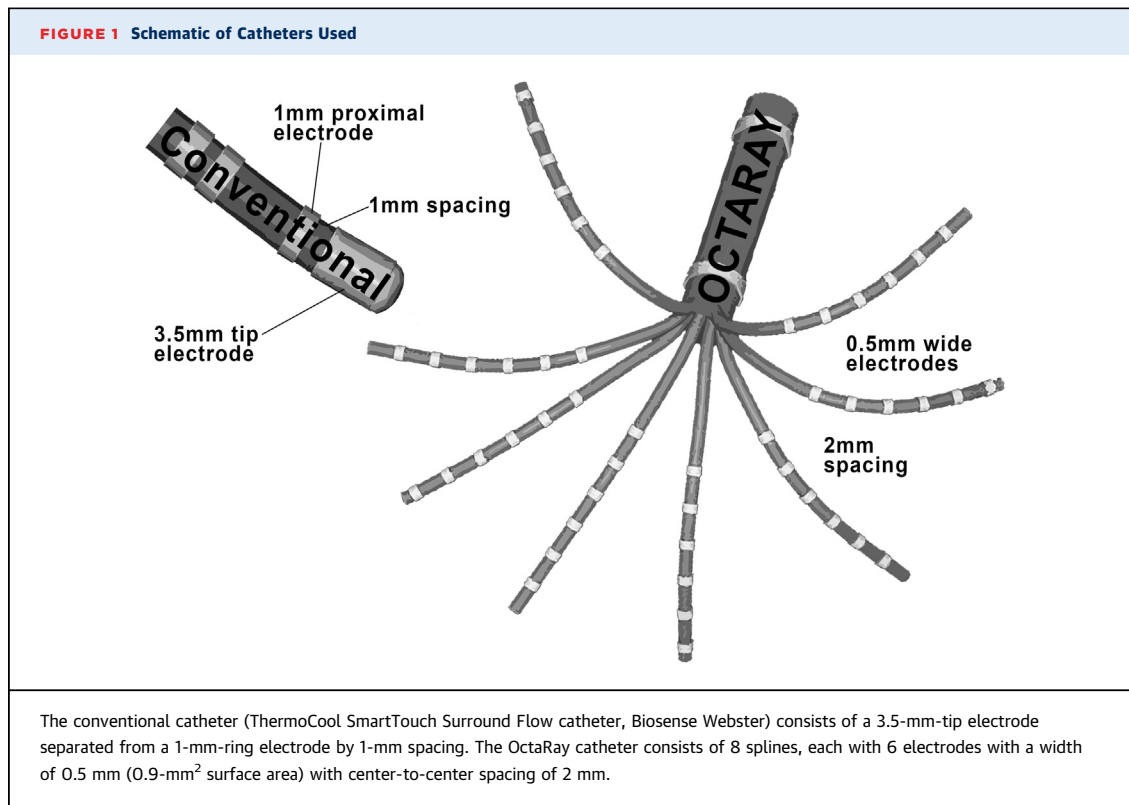 FIGURE 1 Schematic of Catheters Used
Conventional
1mm proximal
electrode
1mm spacing
3.5mm tip
electrode
OCTARAY
0.5mm wide
electrodes
2mm
spacing
The conventional catheter (ThermoCool SmartTouch Surround Flow catheter, Biosense Webster) consists of a 3.5-mm-tip electrode
separated from a 1-mm-ring electrode by 1-mm spacing. The OctaRay catheter consists of 8 splines, each with 6 electrodes with a width
of 0.5 mm (0.9-mm² surface area) with center-to-center spacing of 2 mm.